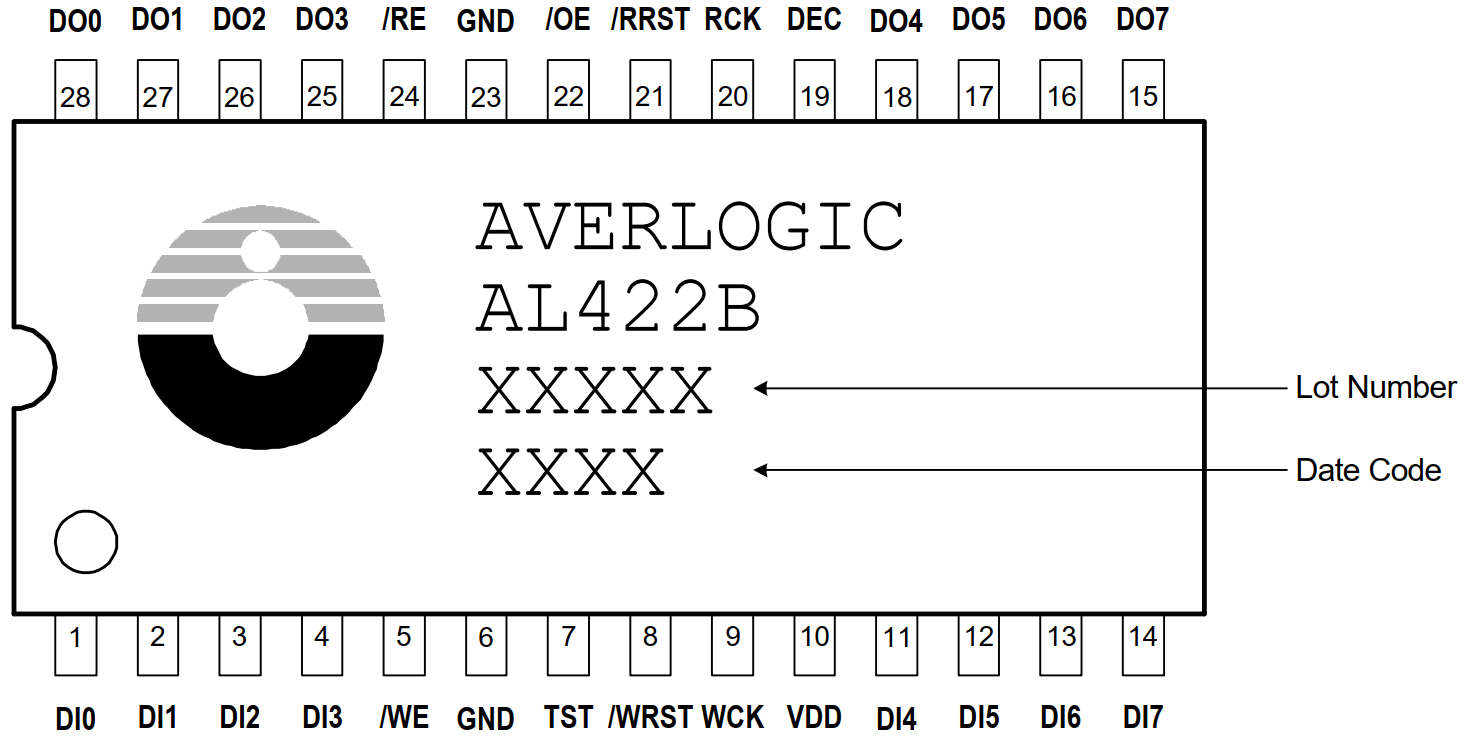 DO0 DO1 DO2 DO3 /RE GND /OE /RRST RCK DEC DO4 DO5 DO6 DO7
28 27 26 25 24 23 22 21 20 19 18 17 16 15
AVERLOGIC
AL422B
XXXXX
Lot Number
XXXX
Date Code
1 2 3 4 5 6 7 8 9 10 11 12 13 14
DI0 DI1 DI2 DI3 /WE GND TST /WRST WCK VDD DI4 DI5 DI6 DI7